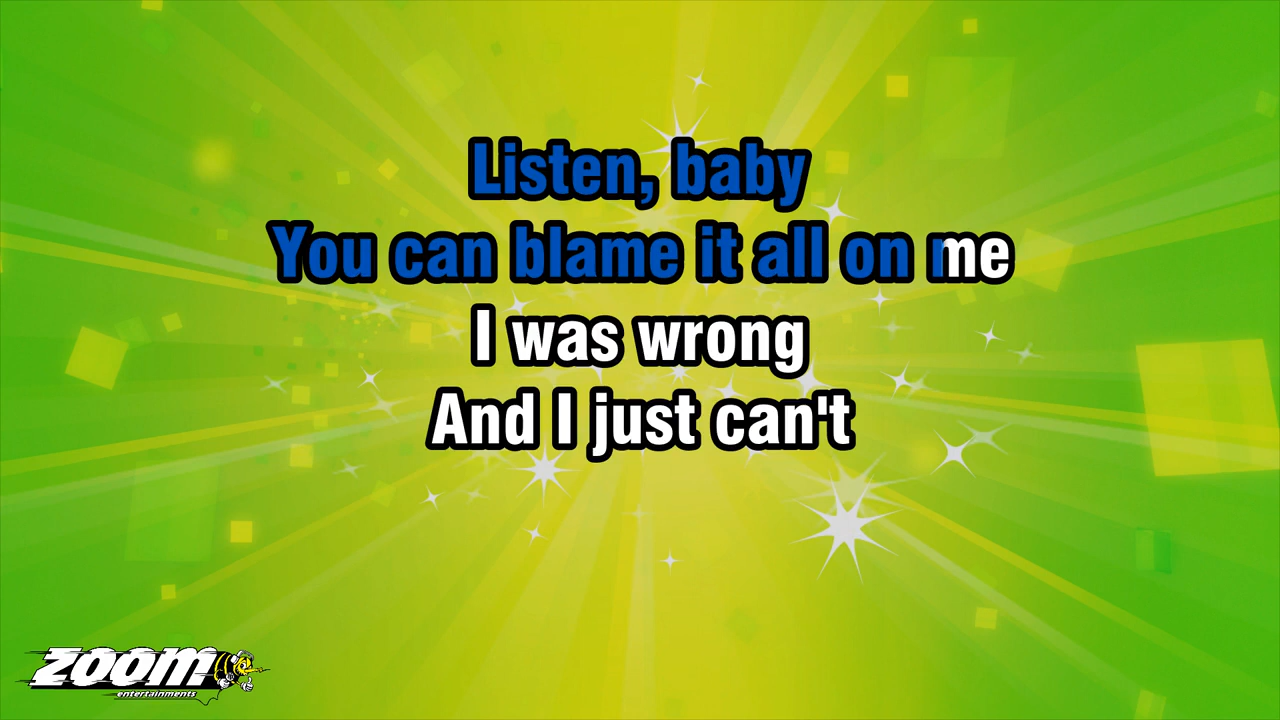 Listen, baby
You can blame it all on me
I was wrong
And I just can't
zoom
entertainments